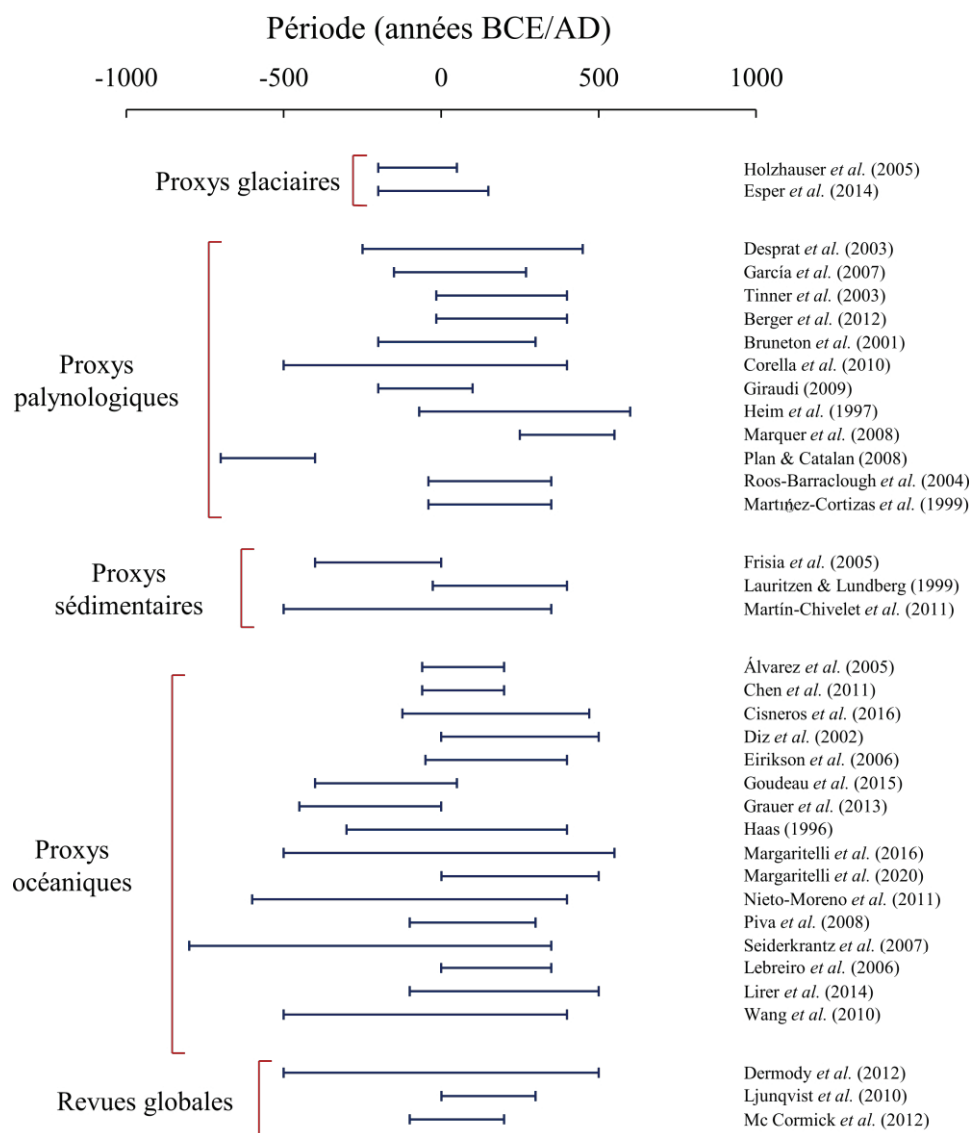 Période (années BCE/AD)
-1000 -500 0 500 1000
Proxys glaciaires
Holzhauser et al. (2005)
Esper et al. (2014)
Proxys
palynologiques
Desprat et al. (2003)
García et al. (2007)
Tinner et al. (2003)
Berger et al. (2012)
Bruneton et al. (2001)
Corella et al. (2010)
Giraudi (2009)
Heim et al. (1997)
Marquer et al. (2008)
Plan & Catalan (2008)
Roos-Barraclough et al. (2004)
Martınez-Cortizas et al. (1999)
Proxys
sédimentaires
Frisia et al. (2005)
Lauritzen & Lundberg (1999)
Martín-Chivelet et al. (2011)
Proxys
océaniques
Álvarez et al. (2005)
Chen et al. (2011)
Cisneros et al. (2016)
Diz et al. (2002)
Eirikson et al. (2006)
Goudeau et al. (2015)
Grauer et al. (2013)
Haas (1996)
Margaritelli et al. (2016)
Margaritelli et al. (2020)
Nieto-Moreno et al. (2011)
Piva et al. (2008)
Seiderkrantz et al. (2007)
Lebreiro et al. (2006)
Lirer et al. (2014)
Wang et al. (2010)
Revues globales
Dermody et al. (2012)
Ljunqvist et al. (2010)
Mc Cormick et al. (2012)